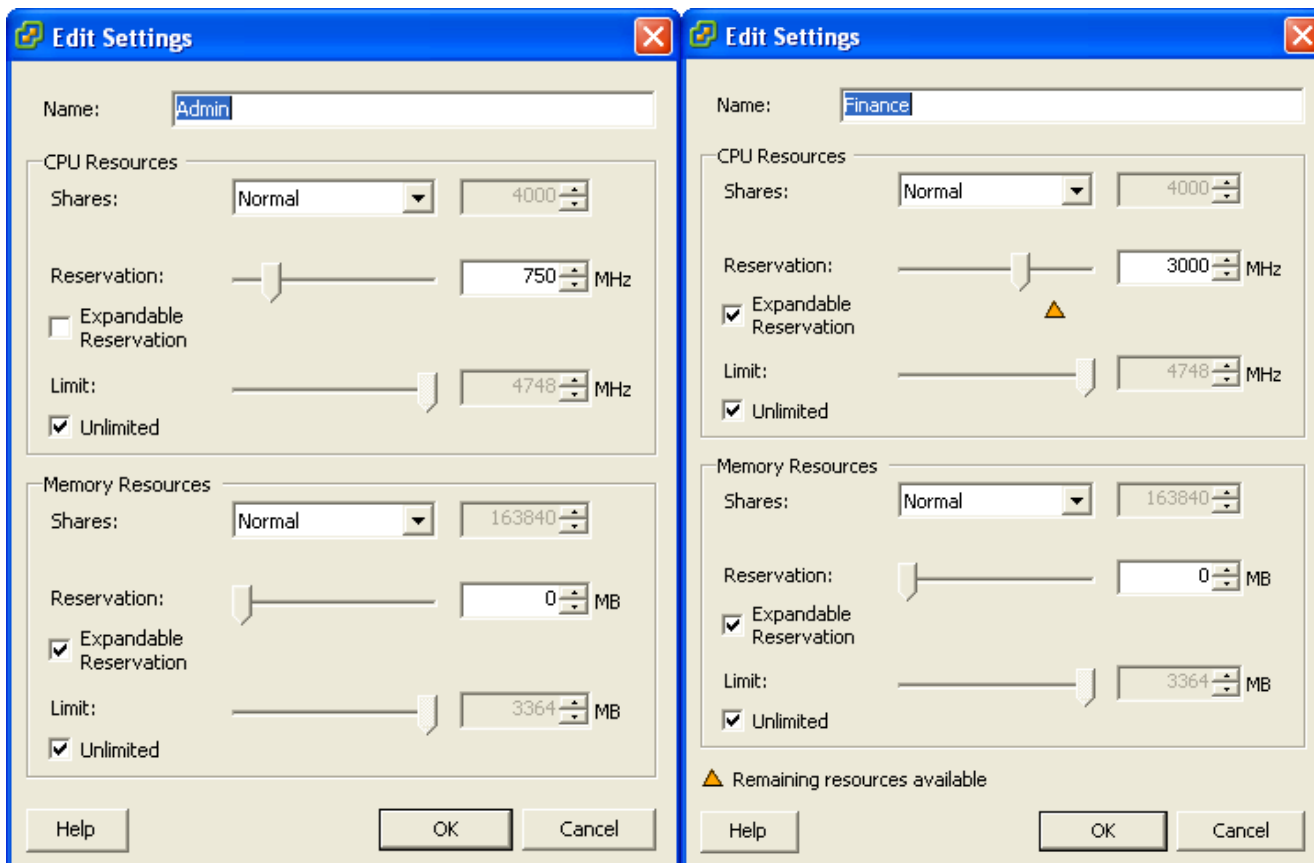 Edit Settings
Name: Admin
CPU Resources
Shares: Normal 4000
Reservation: 750 MHz
Expandable
Reservation
Limit: 4748 MHz
Unlimited
Memory Resources
Shares: Normal 163840
Reservation: 0 MB
Expandable
Reservation
Limit: 3364 MB
Unlimited
Help OK Cancel
Edit Settings
Name: Finance
CPU Resources
Shares: Normal 4000
Reservation: 3000 MHz
Expandable
Reservation
Limit: 4748 MHz
Unlimited
Memory Resources
Shares: Normal 163840
Reservation: 0 MB
Expandable
Reservation
Limit: 3364 MB
Unlimited
Remaining resources available
Help OK Cancel